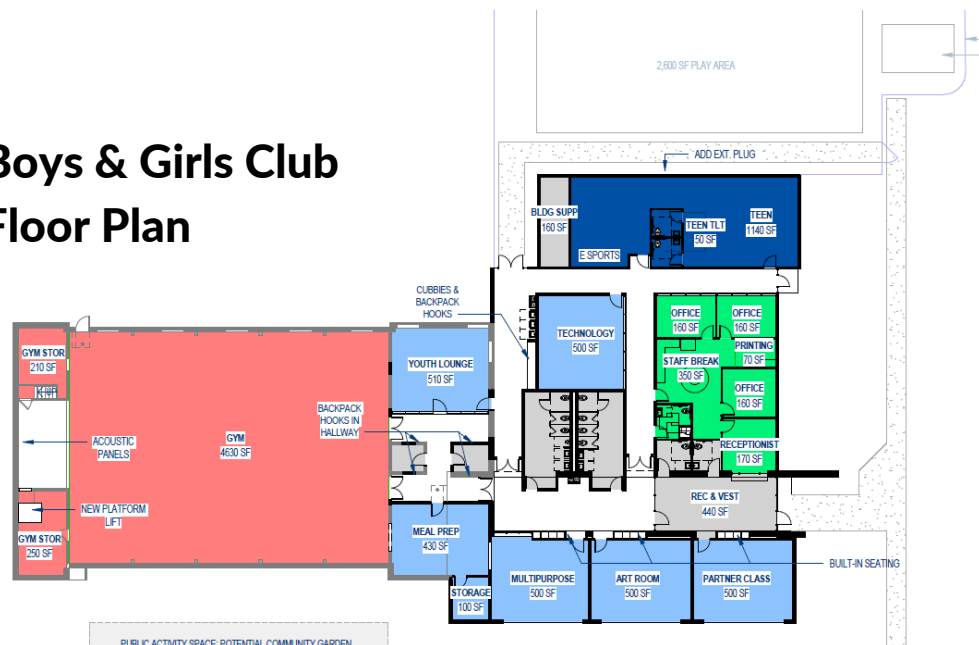 2,600 SF PLAY AREA
Boys & Girls Club
Floor Plan
ADD EXT. PLUG
BLDG SUPP
160 SF
TEEN TLT
50 SF
TEEN
1140 SF
E SPORTS
CUBBIES &
BACKPACK
HOOKS
OFFICE
160 SF
OFFICE
160 SF
TECHNOLOGY
500 SF
PRINTING
70 SF
STAFF BREAK
350 SF
GYM STOR
210 SF
YOUTH LOUNGE
510 SF
OFFICE
160 SF
BACKPACK
HOOKS IN
HALLWAY
ACOUSTIC
PANELS
GYM
4630 SF
RECEPTIONIST
170 SF
NEW PLATFORM
LIFT
REC & VEST
440 SF
GYM STOR
250 SF
MEAL PREP
430 SF
BUILT-IN SEATING
STORAGE
100 SF
MULTIPURPOSE
500 SF
ART ROOM
500 SF
PARTNER CLASS
500 SF
PUBLIC ACTIVITY SPACE: POTENTIAL COMMUNITY GARDEN